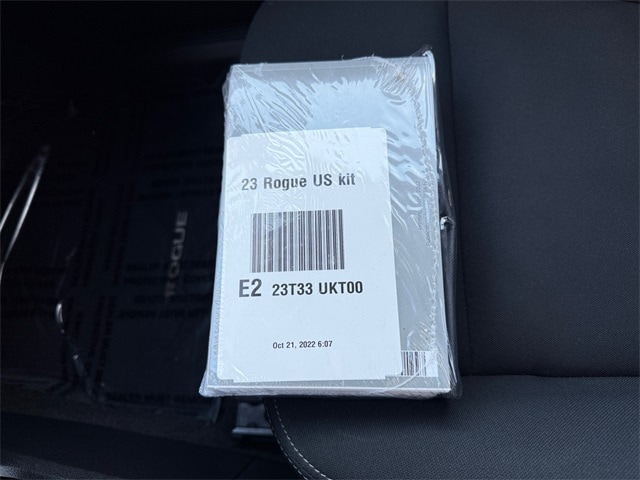 23 Rogue US kit
E2 23T33 UKT00
Oct 21, 2022 6:07
ROGUE